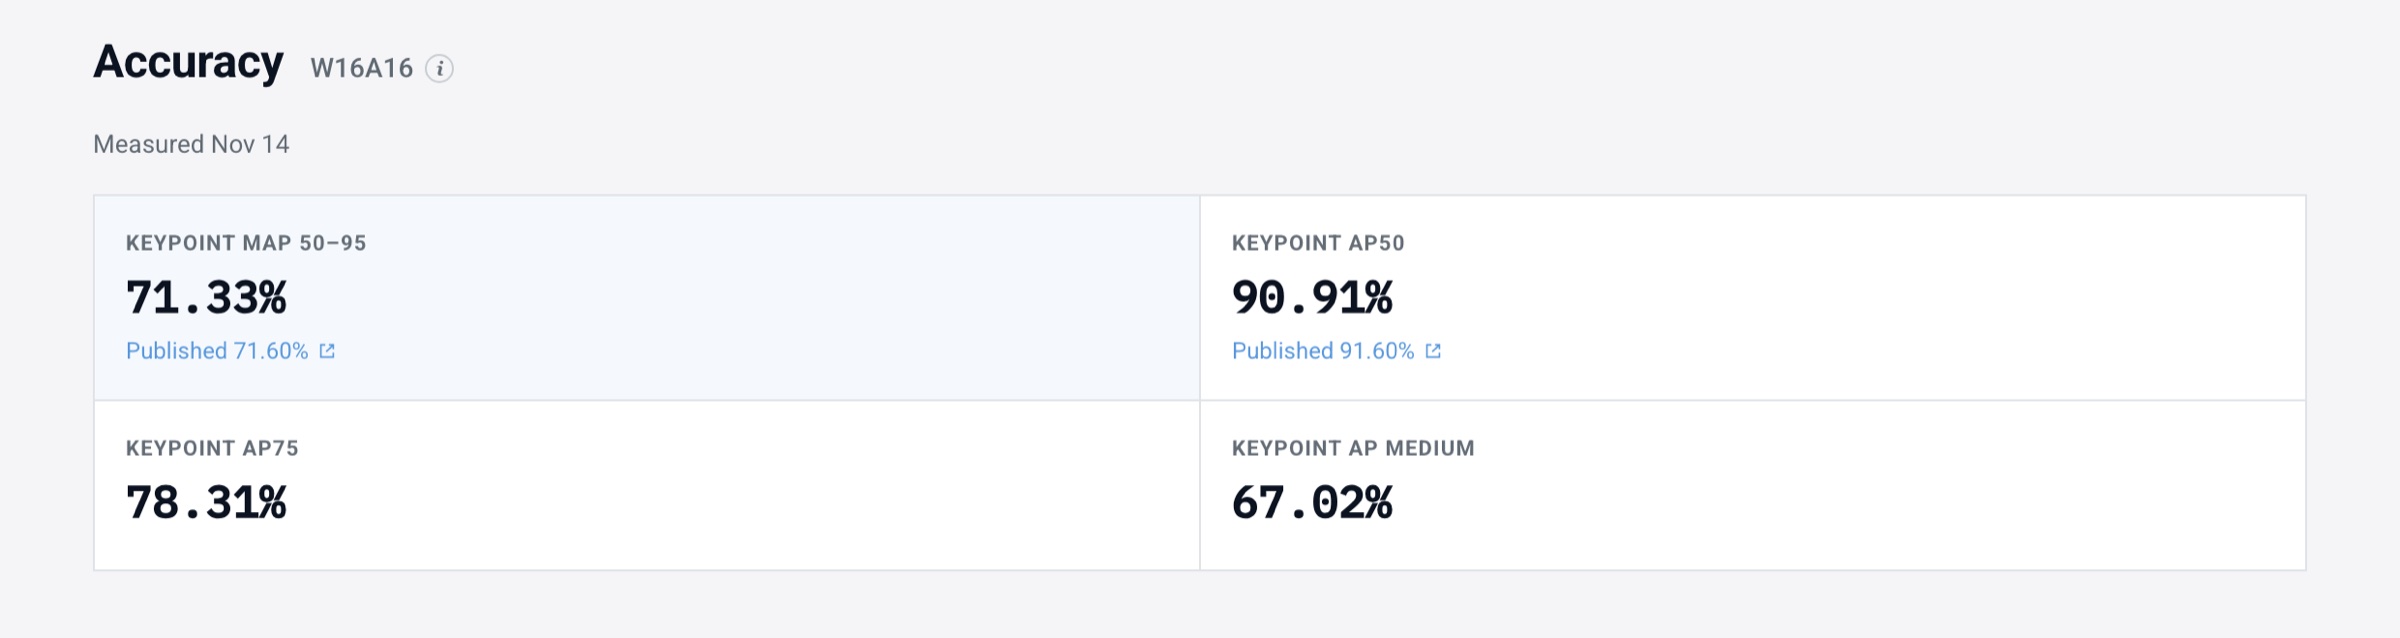 Accuracy W16A16 i
Measured Nov 14
KEYPOINT MAP 50–95
71.33%
Published 71.60%
KEYPOINT AP50
90.91%
Published 91.60%
KEYPOINT AP75
78.31%
KEYPOINT AP MEDIUM
67.02%